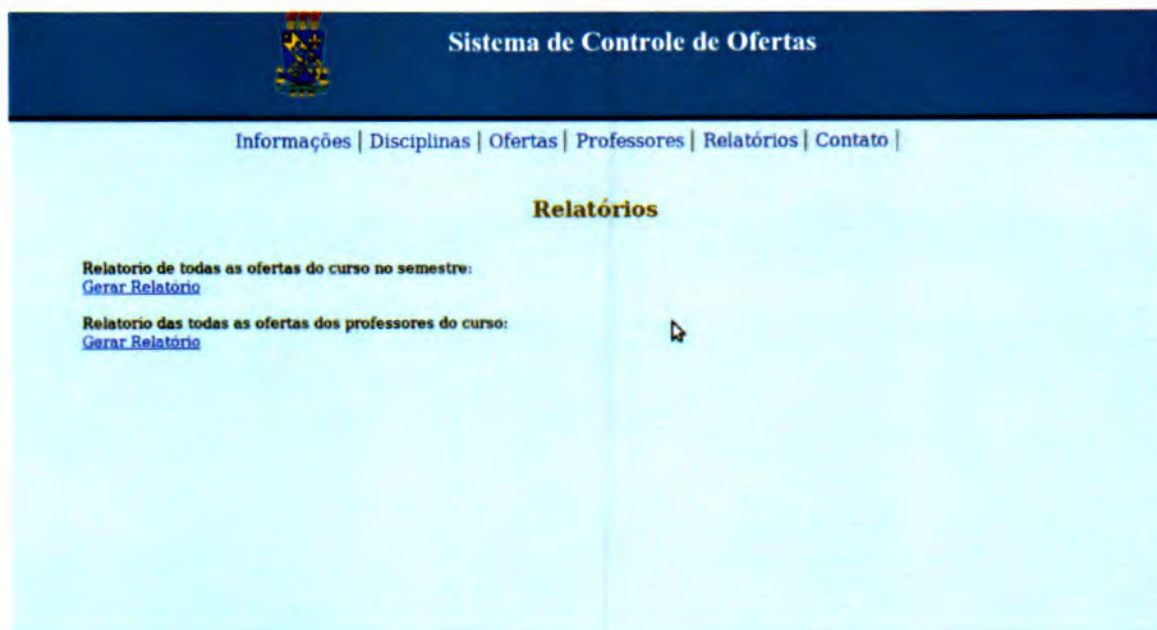 Sistema de Controle de Ofertas
Informações | Disciplinas | Ofertas | Professores | Relatórios | Contato |
Relatórios
Relatorio de todas as ofertas do curso no semestre:
Gerar Relatório
Relatorio das todas as ofertas dos professores do curso:
Gerar Relatório